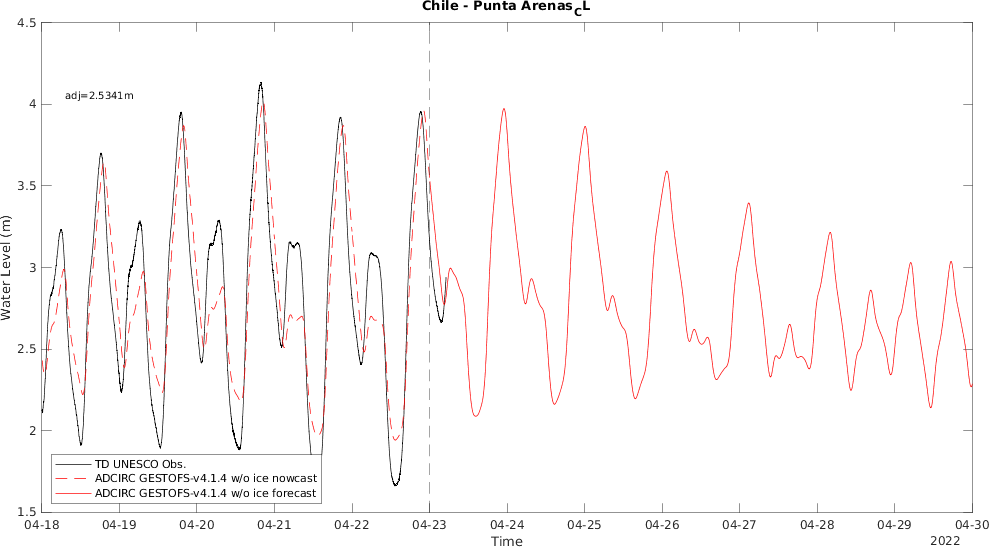 Chile - Punta Arenas_CL
4.5
4
3.5
3
2.5
2
1.5
Water Level (m)
adj=2.5341m
TD UNESCO Obs.
ADCIRC GESTOFS-v4.1.4 w/o ice nowcast
ADCIRC GESTOFS-v4.1.4 w/o ice forecast
04-18 04-19 04-20 04-21 04-22 04-23 04-24 04-25 04-26 04-27 04-28 04-29 04-30
Time
2022